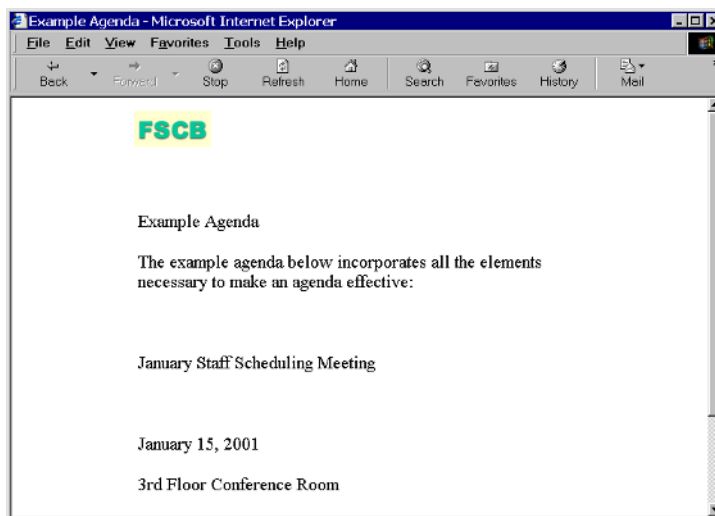 Example Agenda - Microsoft Internet Explorer
File Edit View Favorites Tools Help
Back Forward Stop Refresh Home Search Favorites History Mail
FSCB
Example Agenda
The example agenda below incorporates all the elements
necessary to make an agenda effective:
January Staff Scheduling Meeting
January 15, 2001
3rd Floor Conference Room